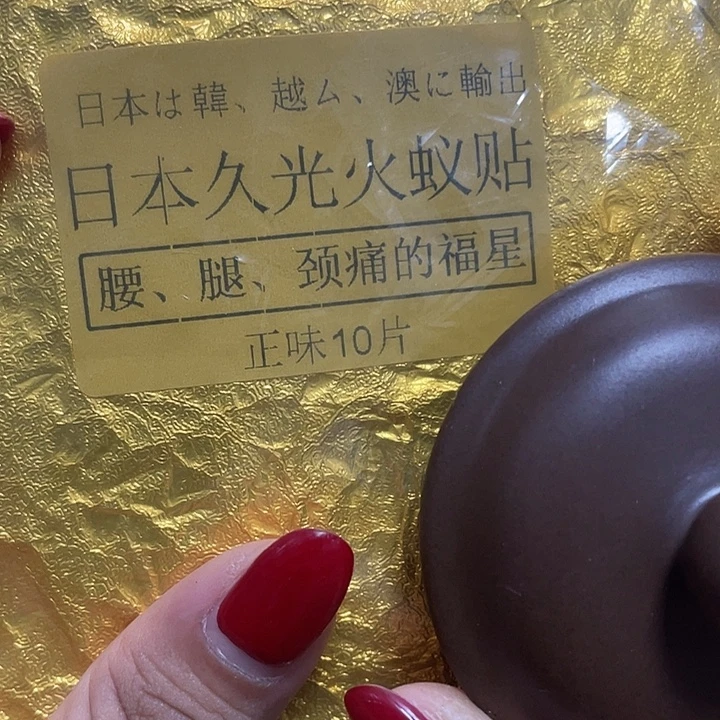 日本は韓、越ム、澳に輸出
日本久光火蚁贴
腰、腿、颈痛的福星
正味10片